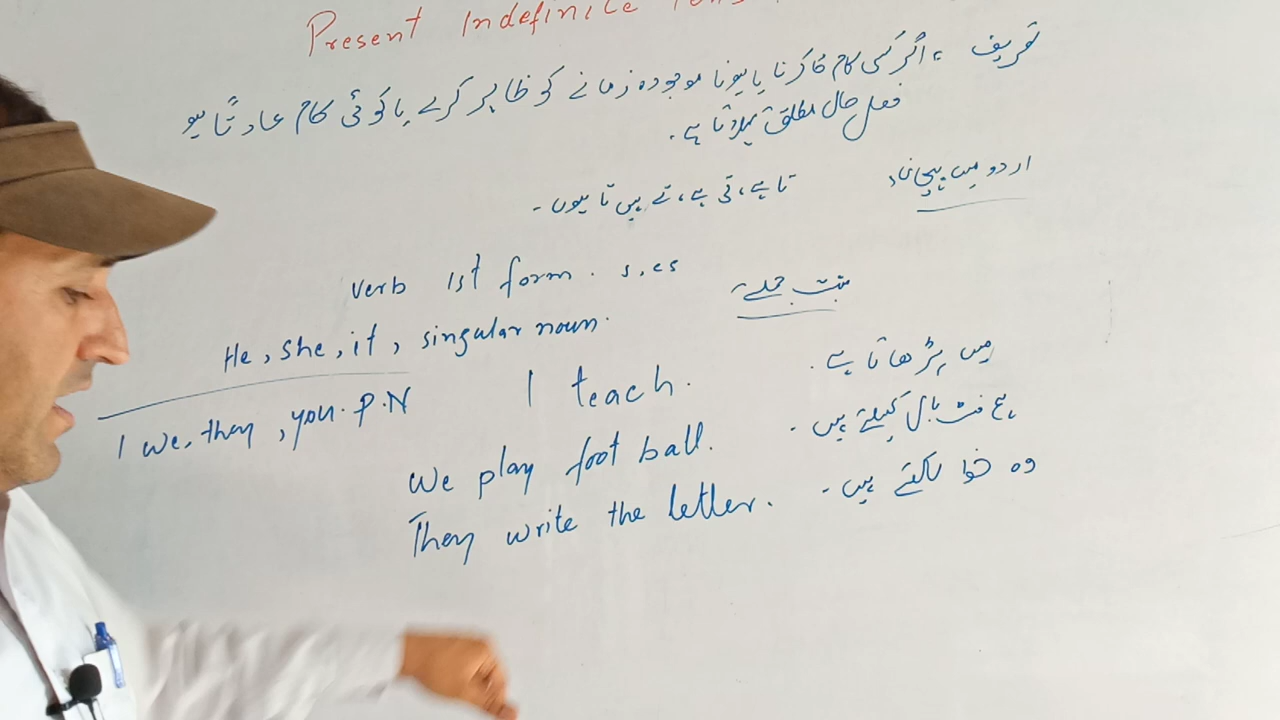 Present Indefinite Tens
تعریف ، اگر کسی کام کا کرنا یا ہونا موجودہ زمانے کو ظاہر کرے یا کوئی کام عادتاً ہو
فعل حال مطلق کہلاتا ہے۔
اردو میں پہچان
تا ہے، تی ہے، تے ہیں تا ہوں۔
verb 1st form. s, es
مثبت جملے
He, she, it, singular noun.
I we, they, you. P.N
I teach.
میں پڑھاتا ہے۔
We play foot ball.
ہم فٹ بال کھیلتے ہیں۔
They write the letter.
وہ خط لکھتے ہیں۔